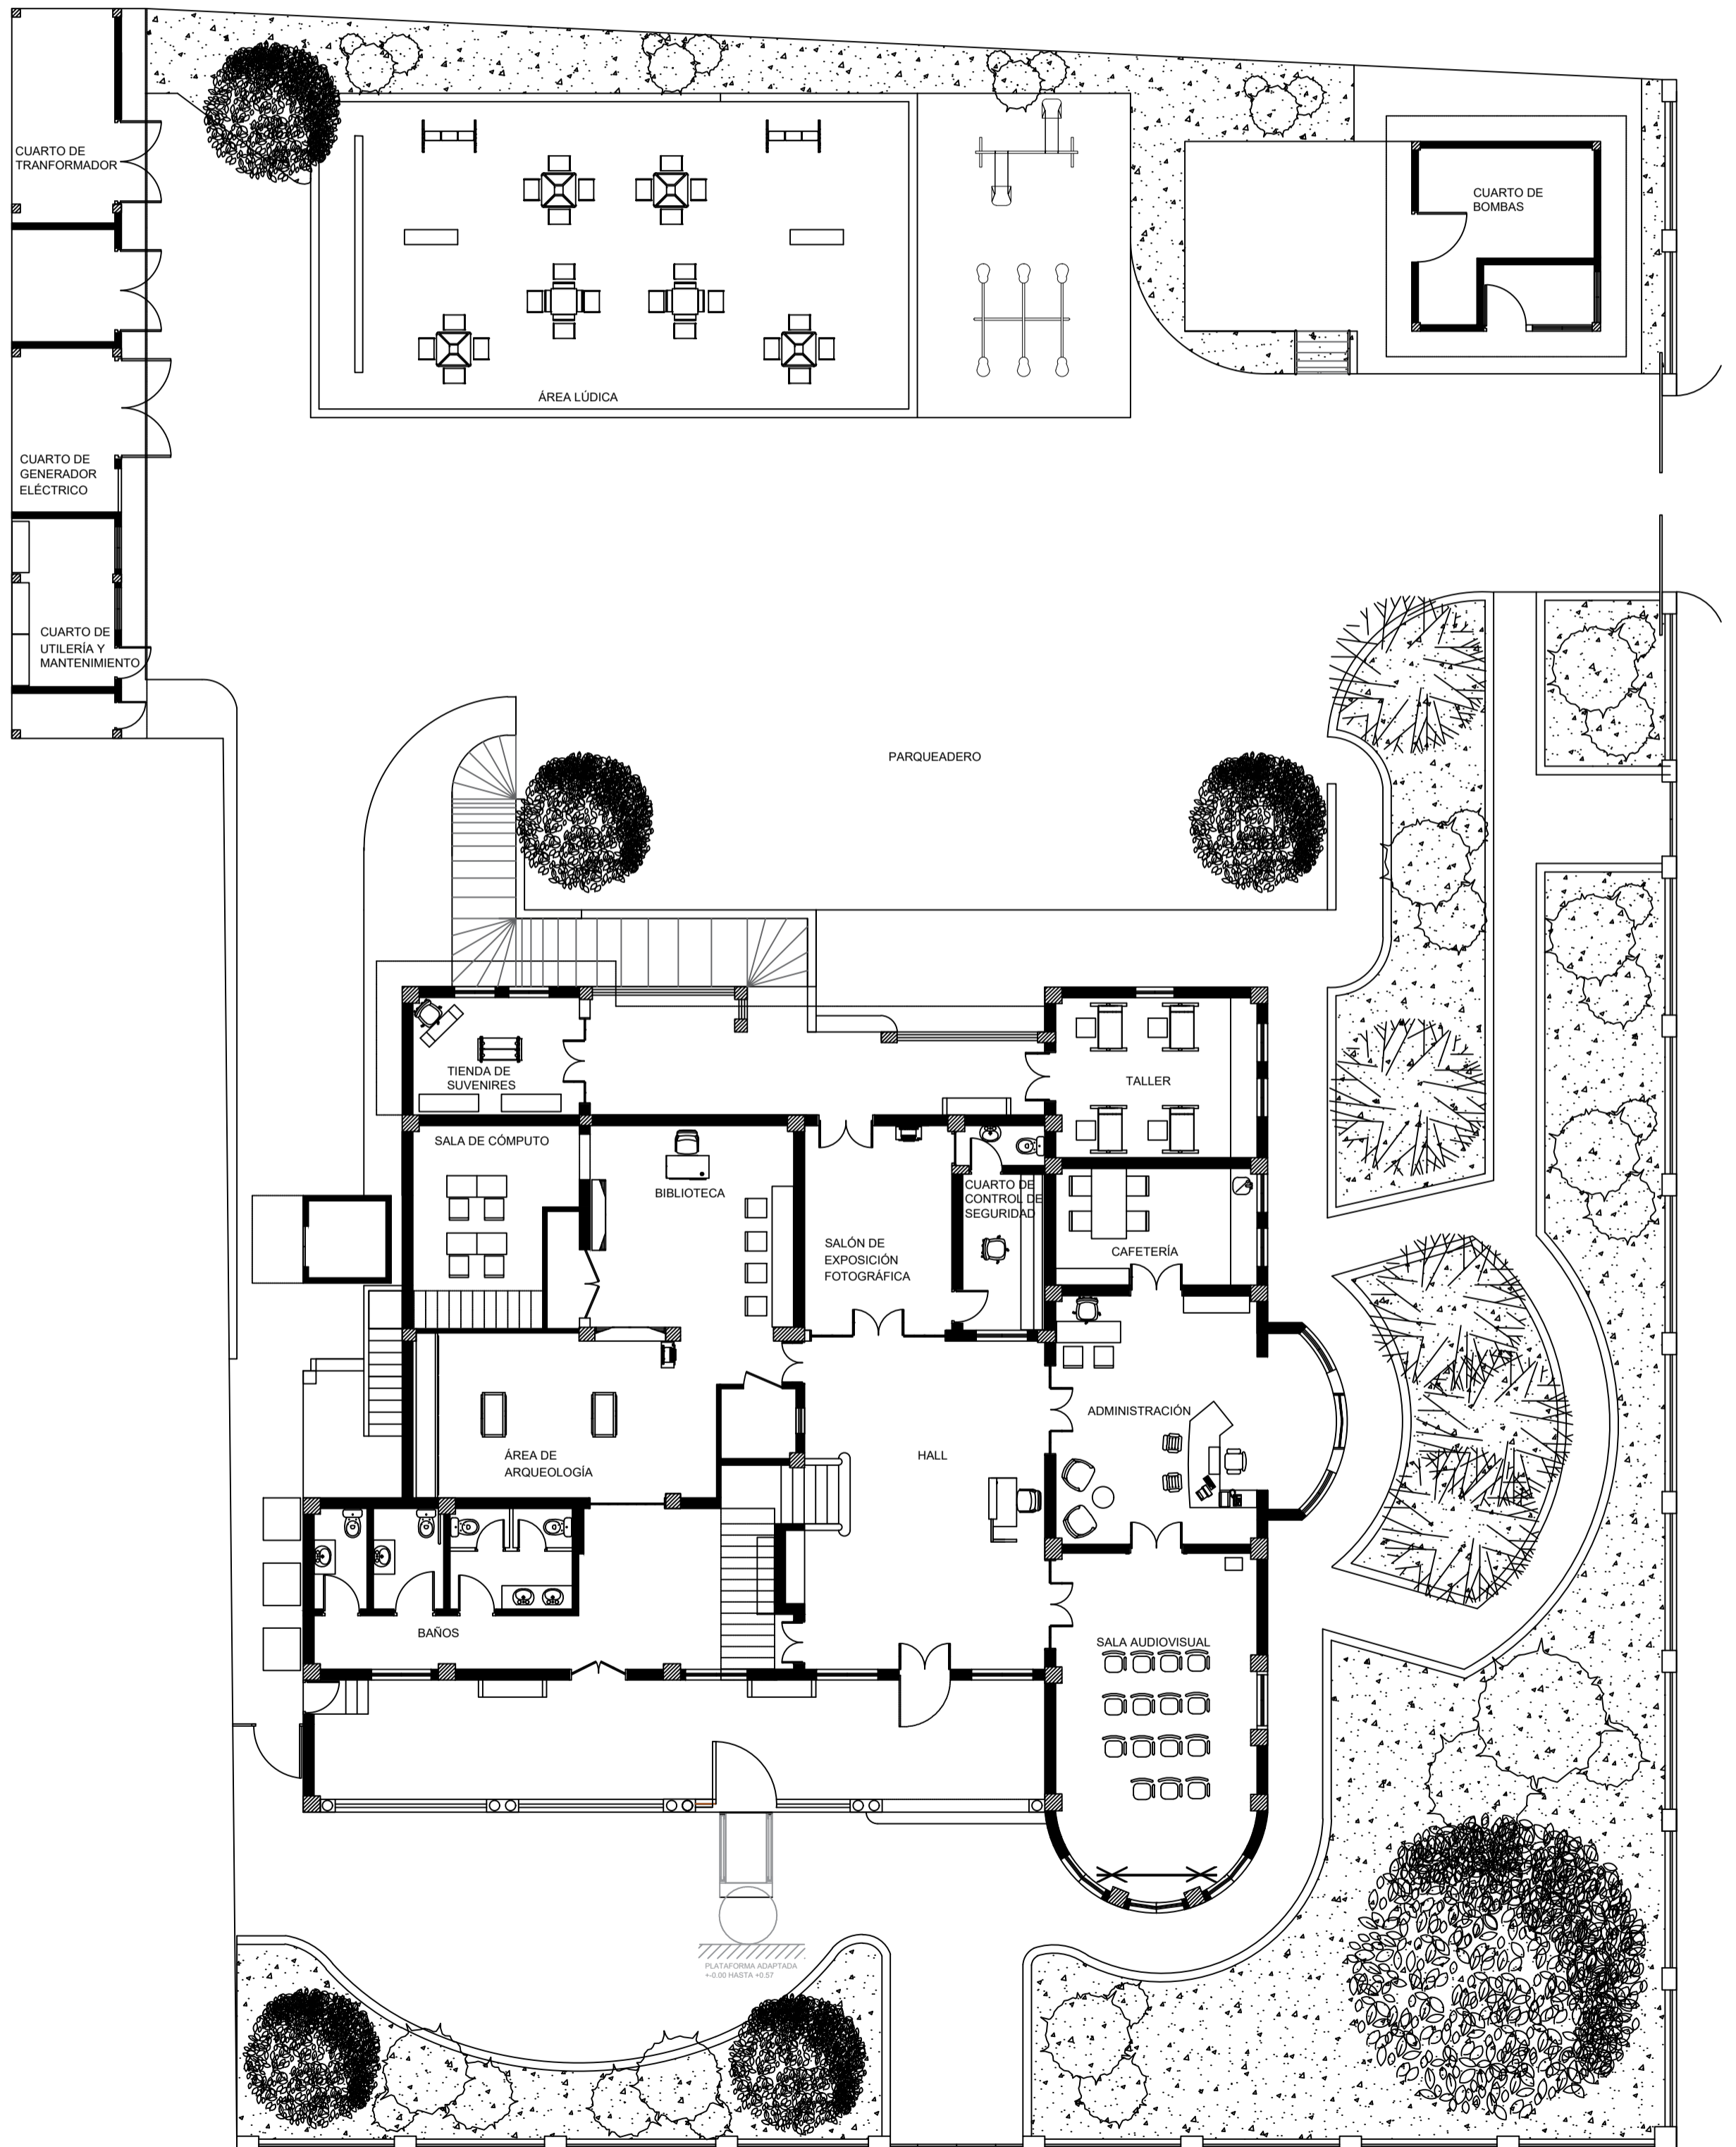 CUARTO DE
TRANFORMADOR
CUARTO DE
BOMBAS
ÁREA LÚDICA
CUARTO DE
GENERADOR
ELÉCTRICO
CUARTO DE
UTILERÍA Y
MANTENIMIENTO
PARQUEADERO
TIENDA DE
SUVENIRES
TALLER
SALA DE CÓMPUTO
BIBLIOTECA
CUARTO DE
CONTROL DE
SEGURIDAD
SALÓN DE
EXPOSICIÓN
FOTOGRÁFICA
CAFETERÍA
ADMINISTRACIÓN
ÁREA DE
ARQUEOLOGÍA
HALL
BAÑOS
SALA AUDIOVISUAL
PLATAFORMA ADAPTADA
+-0.00 HASTA +0.57